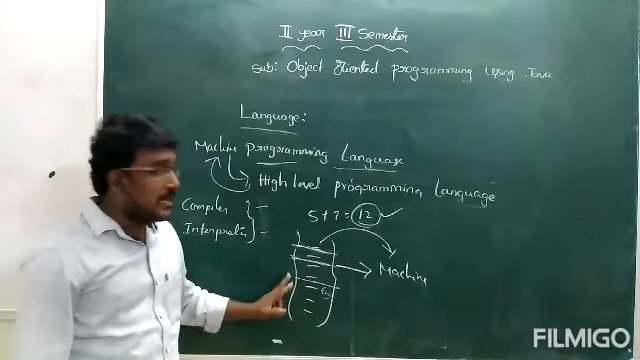 II year III Semester
Sub: Object Oriented programming Using Java
Language:
Machine programming Language
High level programming Language
Compiler
Interpreter
5+7=12
Machine
FILMIGO